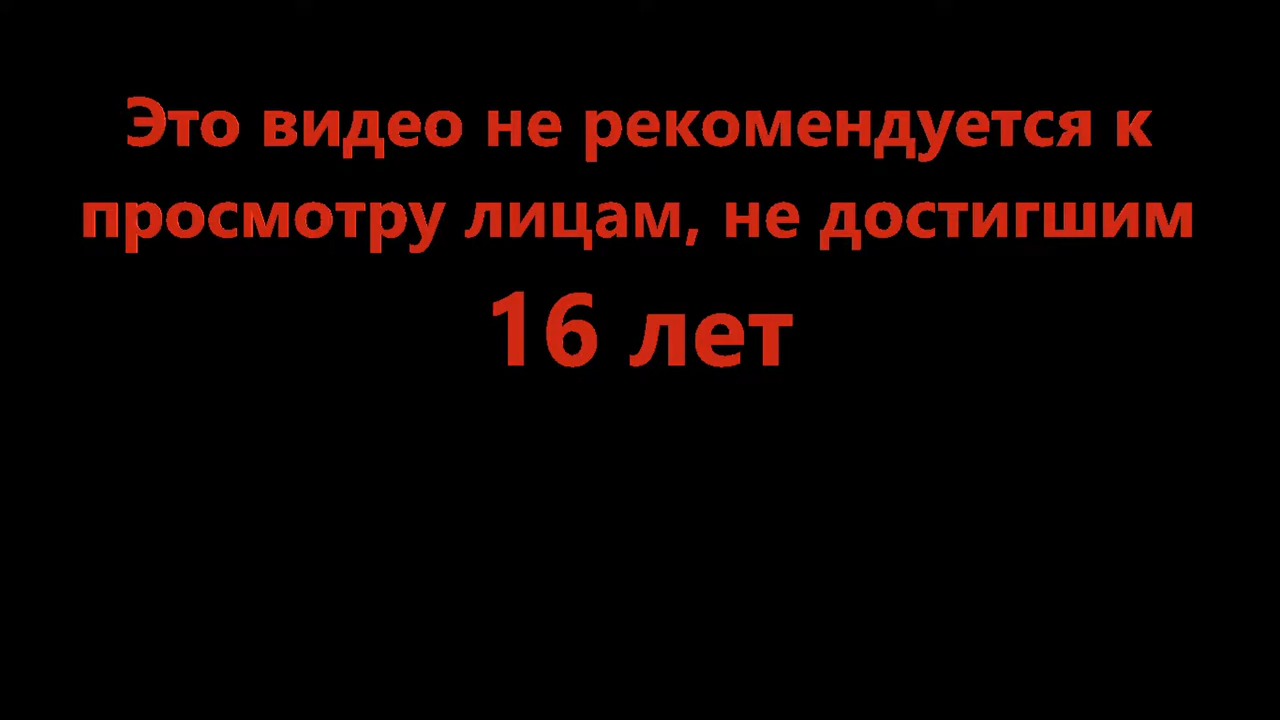 Это видео не рекомендуется к
просмотру лицам, не достигшим
16 лет